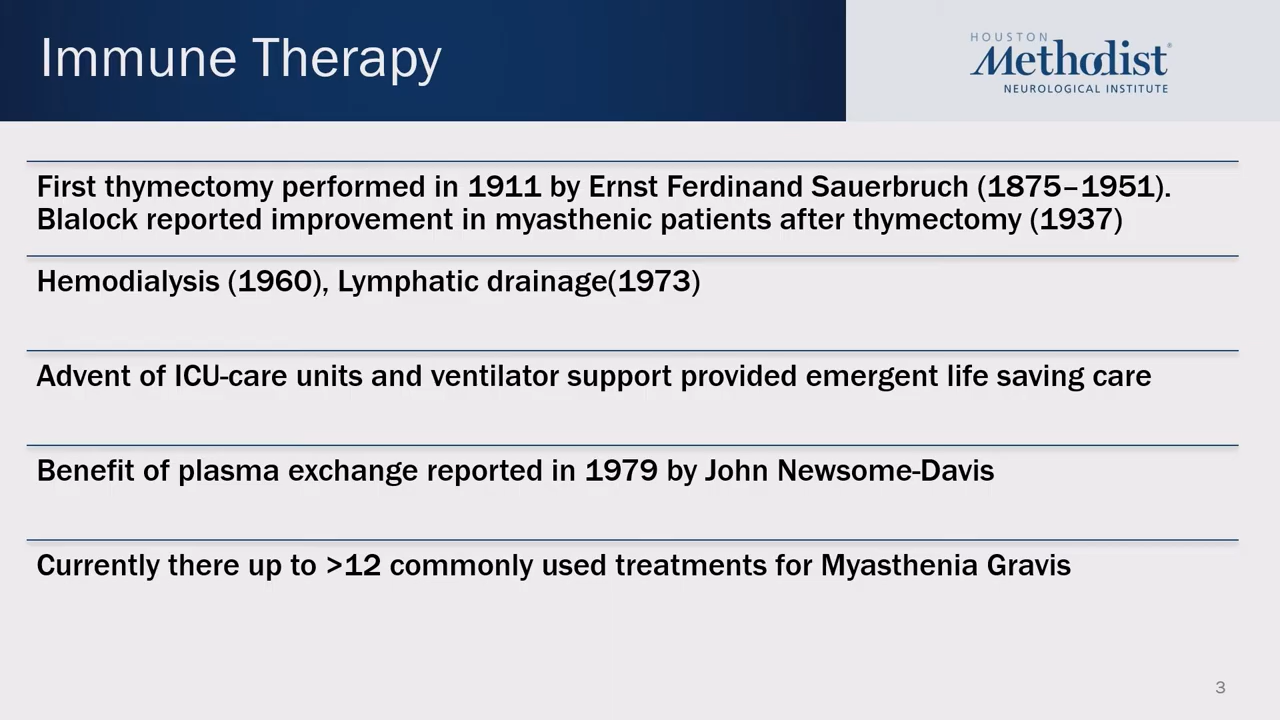 Immune Therapy
HOUSTON
Methodist®
NEUROLOGICAL INSTITUTE
First thymectomy performed in 1911 by Ernst Ferdinand Sauerbruch (1875–1951).
Blalock reported improvement in myasthenic patients after thymectomy (1937)
Hemodialysis (1960), Lymphatic drainage(1973)
Advent of ICU-care units and ventilator support provided emergent life saving care
Benefit of plasma exchange reported in 1979 by John Newsome-Davis
Currently there up to >12 commonly used treatments for Myasthenia Gravis
3